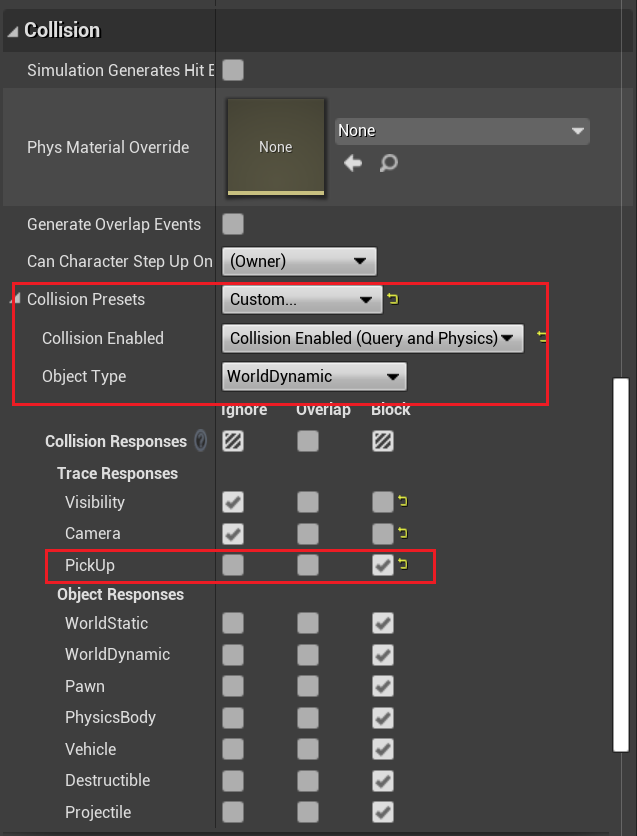 Collision
Simulation Generates Hit E
Phys Material Override
None
None
Generate Overlap Events
Can Character Step Up On
(Owner)
Collision Presets
Custom...
Collision Enabled
Collision Enabled (Query and Physics)
Object Type
WorldDynamic
Ignore
Overlap
Block
Collision Responses
?
Trace Responses
Visibility
Camera
PickUp
Object Responses
WorldStatic
WorldDynamic
Pawn
PhysicsBody
Vehicle
Destructible
Projectile